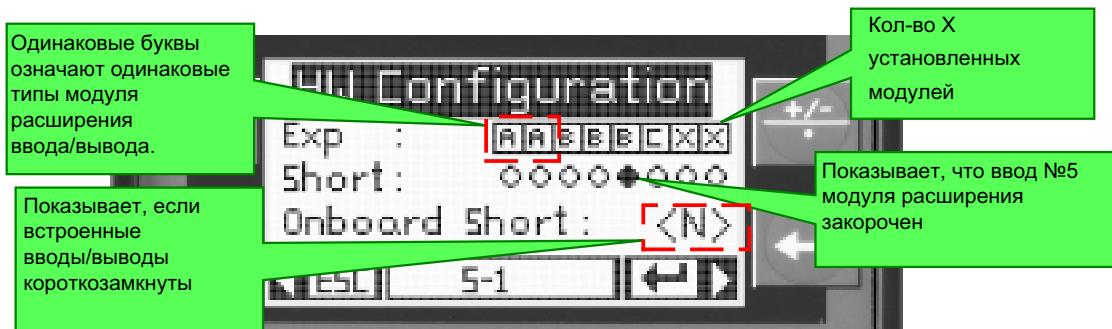 Одинаковые буквы
означают одинаковые
типы модуля
расширения
ввода/вывода.
Кол-во X
установленных
модулей
HW Configuration
Exp : A A B B B C X X
Short :
Onboard Short : <N>
ESC 5-1
+/-
Показывает, что ввод №5
модуля расширения
закорочен
Показывает, если
встроенные
вводы/выводы
короткозамкнуты